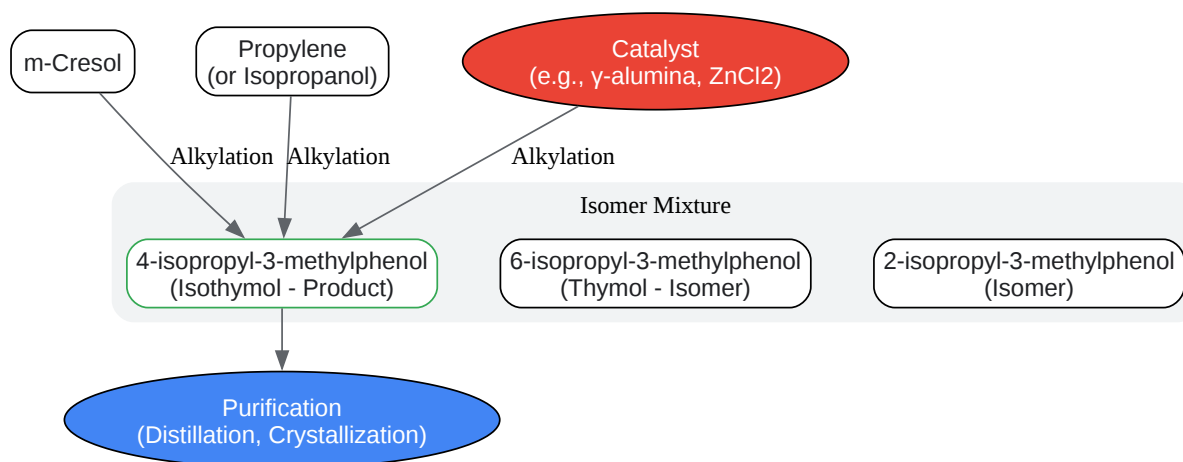 m-Cresol
Propylene
(or Isopropanol)
Catalyst
(e.g., γ-alumina, ZnCl2)
Alkylation
Alkylation
Alkylation
Isomer Mixture
4-isopropyl-3-methylphenol
(Isothymol - Product)
6-isopropyl-3-methylphenol
(Thymol - Isomer)
2-isopropyl-3-methylphenol
(Isomer)
Purification
(Distillation, Crystallization)